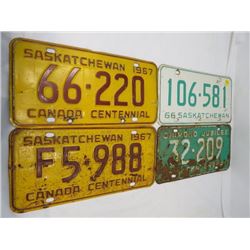 SASKATCHEWAN 1967
66-220
CANADA CENTENNIAL
106·581
66 SASKATCHEWAN
SASKATCHEWAN 1967
F5·988
CANADA CENTENNIAL
DIAMOND JUBILEE
32-209